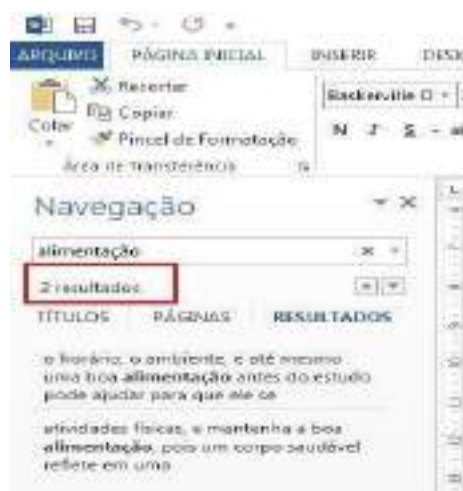 ARQUIVO PÁGINA INICIAL INSERIR
Recortar
Copiar
Colar
Pincel de Formatação
Área de Transferência
N I S
Navegação
alimentação
2 resultados
TÍTULOS PÁGINAS RESULTADOS
o horário, o ambiente, e até mesmo
uma boa alimentação antes do estudo
pode ajudar para que ele se
atividades físicas, e mantenha a boa
alimentação, pois um corpo saudável
reflete em uma